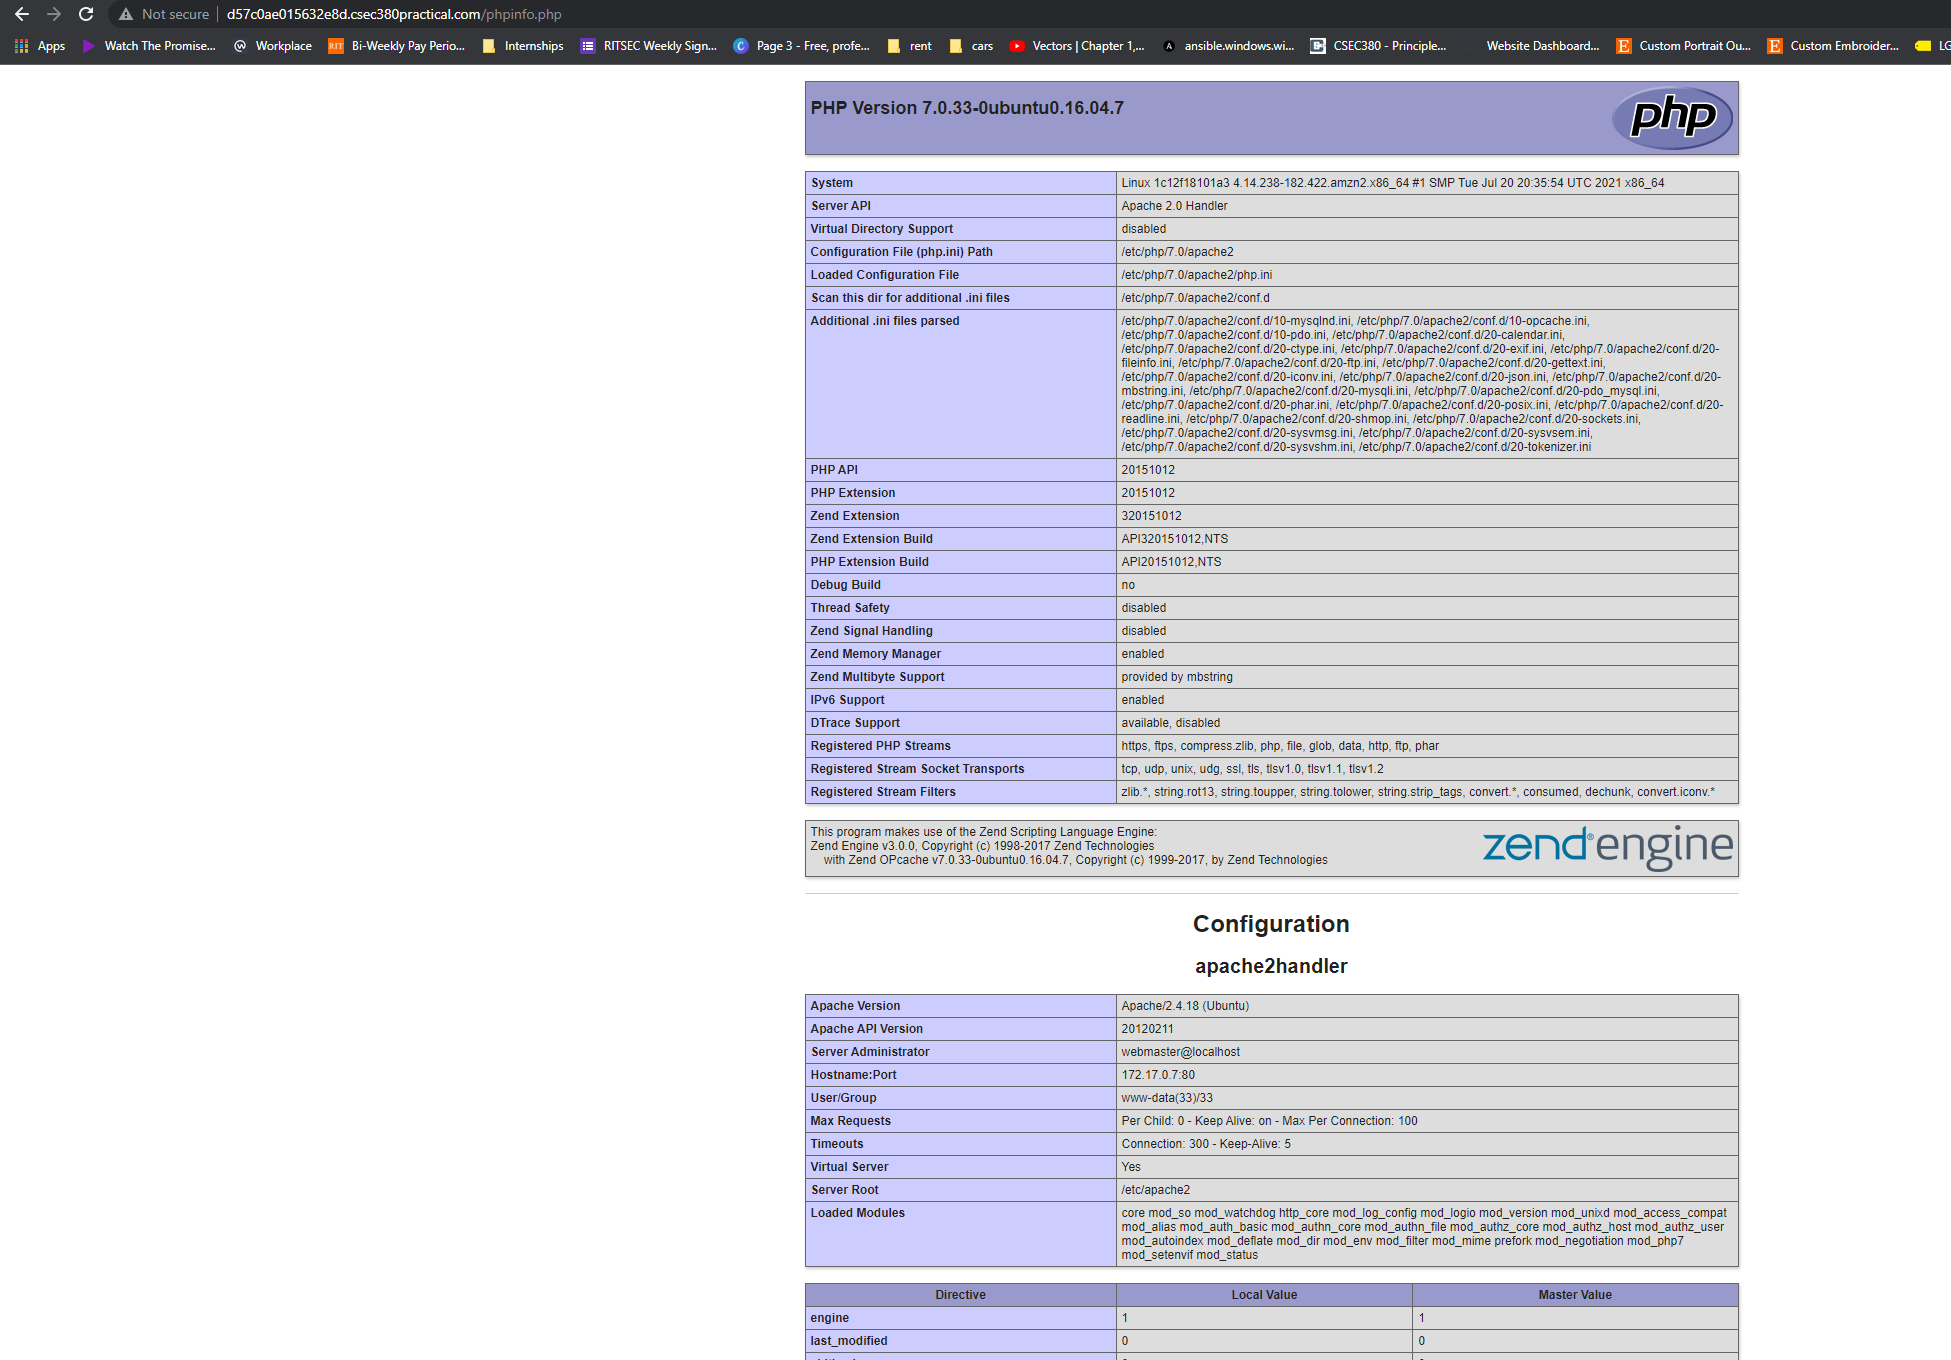 Not secure | d57c0ae015632e8d.csec380practical.com/phpinfo.php
Apps Watch The Promise... Workplace RIT Bi-Weekly Pay Perio... Internships RITSEC Weekly Sign... C Page 3 - Free, profe... rent cars Vectors | Chapter 1,... A ansible.windows.wi... CSEC380 - Principle... Website Dashboard... E Custom Portrait Ou... E Custom Embroider... LG
PHP Version 7.0.33-0ubuntu0.16.04.7
php
System Linux 1c12f18101a3 4.14.238-182.422.amzn2.x86_64 #1 SMP Tue Jul 20 20:35:54 UTC 2021 x86_64
Server API Apache 2.0 Handler
Virtual Directory Support disabled
Configuration File (php.ini) Path /etc/php/7.0/apache2
Loaded Configuration File /etc/php/7.0/apache2/php.ini
Scan this dir for additional .ini files /etc/php/7.0/apache2/conf.d
Additional .ini files parsed /etc/php/7.0/apache2/conf.d/10-mysqlnd.ini, /etc/php/7.0/apache2/conf.d/10-opcache.ini,
/etc/php/7.0/apache2/conf.d/10-pdo.ini, /etc/php/7.0/apache2/conf.d/20-calendar.ini,
/etc/php/7.0/apache2/conf.d/20-ctype.ini, /etc/php/7.0/apache2/conf.d/20-exif.ini, /etc/php/7.0/apache2/conf.d/20-
fileinfo.ini, /etc/php/7.0/apache2/conf.d/20-ftp.ini, /etc/php/7.0/apache2/conf.d/20-gettext.ini,
/etc/php/7.0/apache2/conf.d/20-iconv.ini, /etc/php/7.0/apache2/conf.d/20-json.ini, /etc/php/7.0/apache2/conf.d/20-
mbstring.ini, /etc/php/7.0/apache2/conf.d/20-mysqli.ini, /etc/php/7.0/apache2/conf.d/20-pdo_mysql.ini,
/etc/php/7.0/apache2/conf.d/20-phar.ini, /etc/php/7.0/apache2/conf.d/20-posix.ini, /etc/php/7.0/apache2/conf.d/20-
readline.ini, /etc/php/7.0/apache2/conf.d/20-shmop.ini, /etc/php/7.0/apache2/conf.d/20-sockets.ini,
/etc/php/7.0/apache2/conf.d/20-sysvmsg.ini, /etc/php/7.0/apache2/conf.d/20-sysvsem.ini,
/etc/php/7.0/apache2/conf.d/20-sysvshm.ini, /etc/php/7.0/apache2/conf.d/20-tokenizer.ini
PHP API 20151012
PHP Extension 20151012
Zend Extension 320151012
Zend Extension Build API320151012,NTS
PHP Extension Build API20151012,NTS
Debug Build no
Thread Safety disabled
Zend Signal Handling disabled
Zend Memory Manager enabled
Zend Multibyte Support provided by mbstring
IPv6 Support enabled
DTrace Support available, disabled
Registered PHP Streams https, ftps, compress.zlib, php, file, glob, data, http, ftp, phar
Registered Stream Socket Transports tcp, udp, unix, udg, ssl, tls, tlsv1.0, tlsv1.1, tlsv1.2
Registered Stream Filters zlib.*, string.rot13, string.toupper, string.tolower, string.strip_tags, convert.*, consumed, dechunk, convert.iconv.*
This program makes use of the Zend Scripting Language Engine:
Zend Engine v3.0.0, Copyright (c) 1998-2017 Zend Technologies
with Zend OPcache v7.0.33-0ubuntu0.16.04.7, Copyright (c) 1999-2017, by Zend Technologies
zend® engine
Configuration
apache2handler
Apache Version Apache/2.4.18 (Ubuntu)
Apache API Version 20120211
Server Administrator webmaster@localhost
Hostname:Port 172.17.0.7:80
User/Group www-data(33)/33
Max Requests Per Child: 0 - Keep Alive: on - Max Per Connection: 100
Timeouts Connection: 300 - Keep-Alive: 5
Virtual Server Yes
Server Root /etc/apache2
Loaded Modules core mod_so mod_watchdog http_core mod_log_config mod_logio mod_version mod_unixd mod_access_compat
mod_alias mod_auth_basic mod_authn_core mod_authn_file mod_authz_core mod_authz_host mod_authz_user
mod_autoindex mod_deflate mod_dir mod_env mod_filter mod_mime prefork mod_negotiation mod_php7
mod_setenvif mod_status
Directive Local Value Master Value
engine 1 1
last_modified 0 0